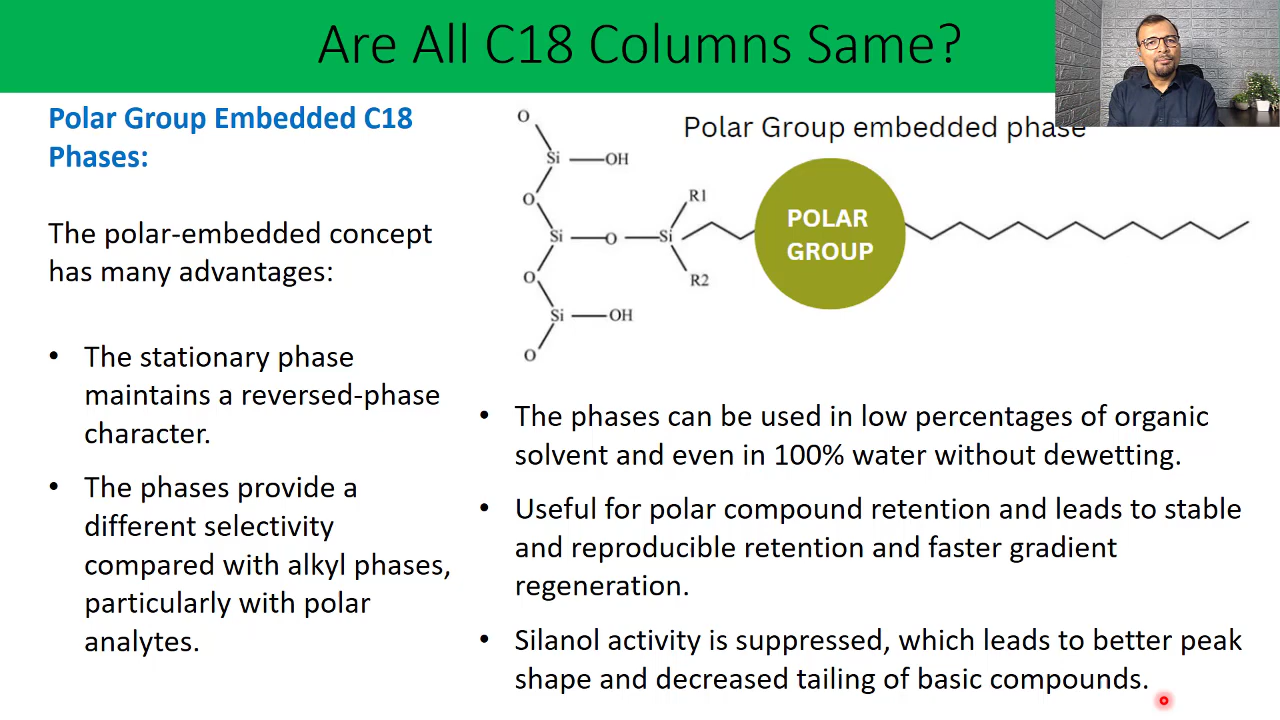 Are All C18 Columns Same?
Polar Group Embedded C18
Phases:
The polar-embedded concept
has many advantages:
• The stationary phase
maintains a reversed-phase
character.
• The phases provide a
different selectivity
compared with alkyl phases,
particularly with polar
analytes.
Polar Group embedded phase
O
Si
OH
O
R1
Si
O
Si
POLAR
GROUP
O
R2
Si
OH
O
• The phases can be used in low percentages of organic
solvent and even in 100% water without dewetting.
• Useful for polar compound retention and leads to stable
and reproducible retention and faster gradient
regeneration.
• Silanol activity is suppressed, which leads to better peak
shape and decreased tailing of basic compounds.